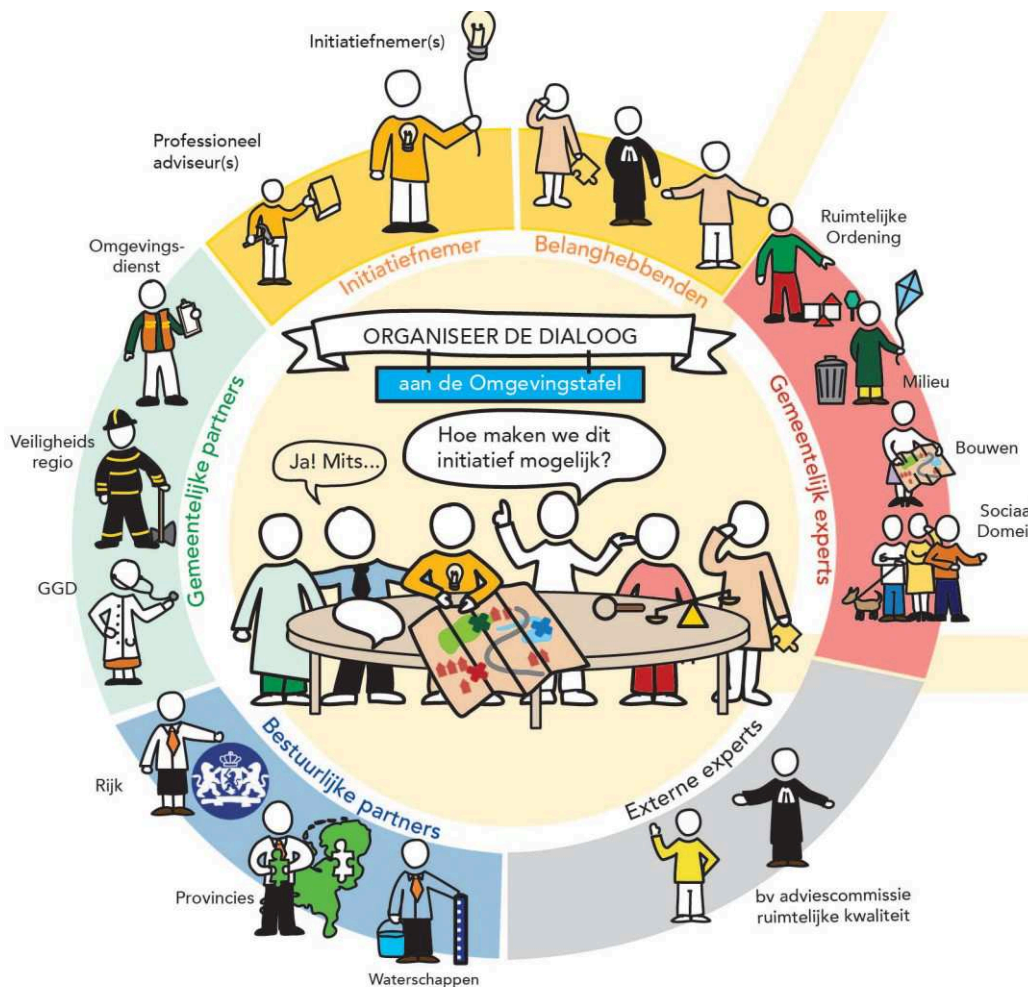 Initiatiefnemer(s)
Professioneel
adviseur(s)
Omgevings-
dienst
Veiligheids
regio
GGD
Rijk
Provincies
Waterschappen
bv adviescommissie
ruimtelijke kwaliteit
Sociaa
Domei
Bouwen
Milieu
Ruimtelijke
Ordening
Initiatiefnemer
Belanghebbenden
Gemeentelijk experts
Externe experts
Bestuurlijke partners
Gemeentelijke partners
ORGANISEER DE DIALOOG
aan de Omgevingstafel
Ja! Mits...
Hoe maken we dit
initiatief mogelijk?